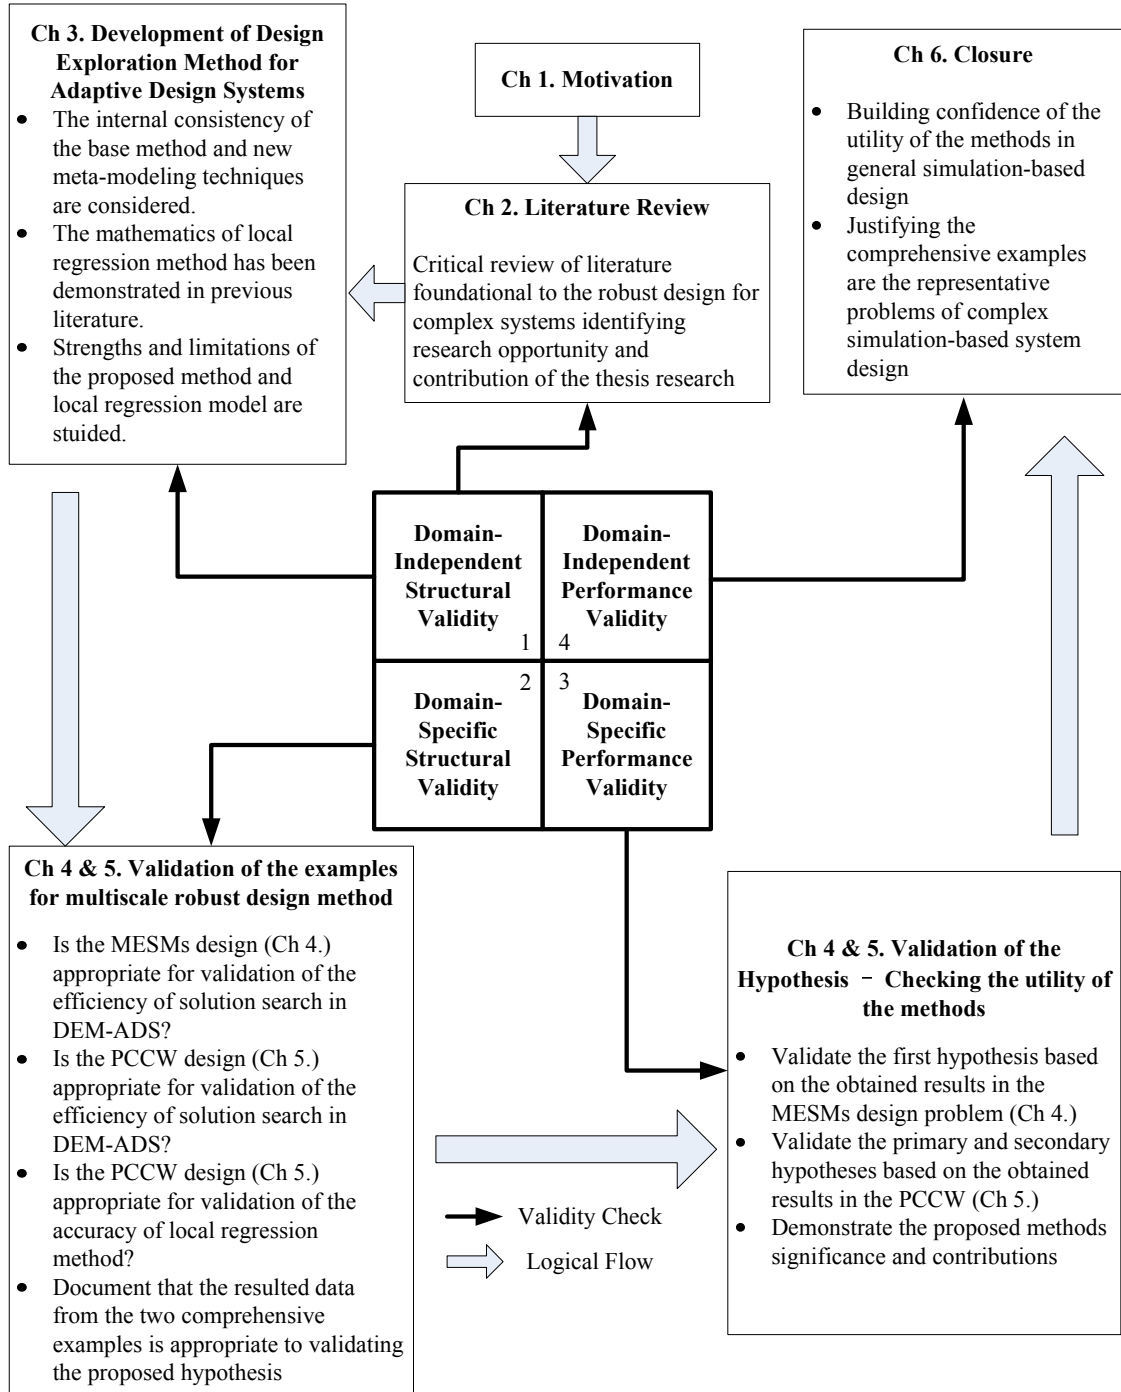 Ch 3. Development of Design
Exploration Method for
Adaptive Design Systems
• The internal consistency of
the base method and new
meta-modeling techniques
are considered.
• The mathematics of local
regression method has been
demonstrated in previous
literature.
• Strengths and limitations of
the proposed method and
local regression model are
stuided.
Ch 1. Motivation
Ch 2. Literature Review
Critical review of literature
foundational to the robust design for
complex systems identifying
research opportunity and
contribution of the thesis research
Ch 6. Closure
• Building confidence of the
utility of the methods in
general simulation-based
design
• Justifying the
comprehensive examples
are the representative
problems of complex
simulation-based system
design
Domain-
Independent
Structural
Validity
1
Domain-
Independent
Performance
Validity
4
Domain-
Specific
Structural
Validity
2
Domain-
Specific
Performance
Validity
3
Ch 4 & 5. Validation of the examples
for multiscale robust design method
• Is the MESMs design (Ch 4.)
appropriate for validation of the
efficiency of solution search in
DEM-ADS?
• Is the PCCW design (Ch 5.)
appropriate for validation of the
efficiency of solution search in
DEM-ADS?
• Is the PCCW design (Ch 5.)
appropriate for validation of the
accuracy of local regression
method?
• Document that the resulted data
from the two comprehensive
examples is appropriate to validating
the proposed hypothesis
Ch 4 & 5. Validation of the
Hypothesis – Checking the utility of
the methods
• Validate the first hypothesis based
on the obtained results in the
MESMs design problem (Ch 4.)
• Validate the primary and secondary
hypotheses based on the obtained
results in the PCCW (Ch 5.)
• Demonstrate the proposed methods
significance and contributions
Validity Check
Logical Flow